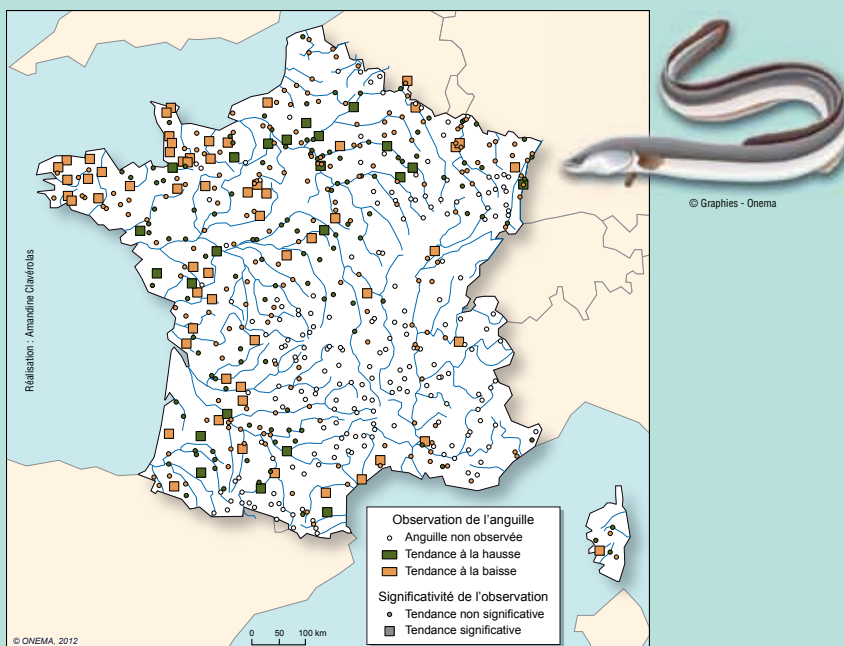 © Graphies - Onema
Réalisation : Amandine Clavérolas
Observation de l'anguille
Anguille non observée
Tendance à la hausse
Tendance à la baisse
Significativité de l'observation
Tendance non significative
Tendance significative
© ONEMA, 2012
0 50 100 km